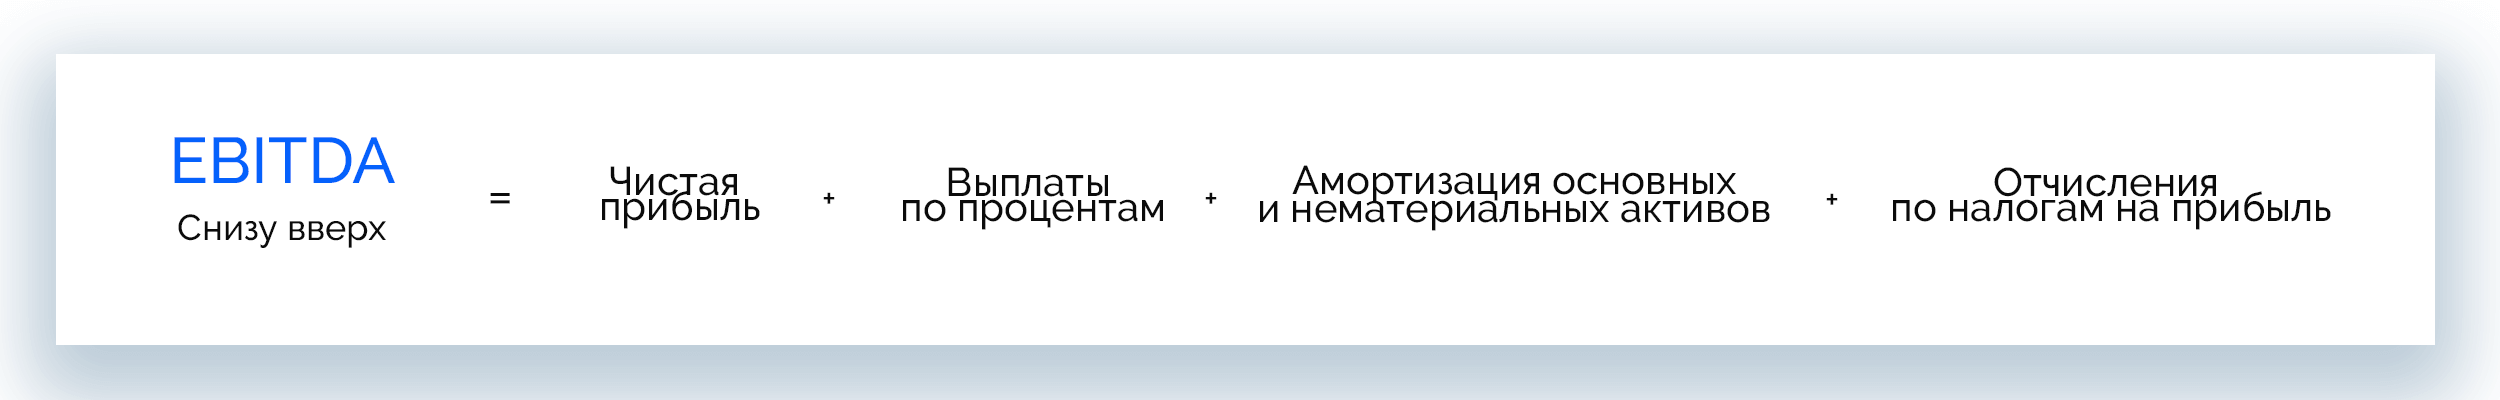 EBITDA
Снизу вверх
=
Чистая
прибыль
+
Выплаты
по процентам
+
Амортизация основных
и нематериальных активов
+
Отчисления
по налогам на прибыль